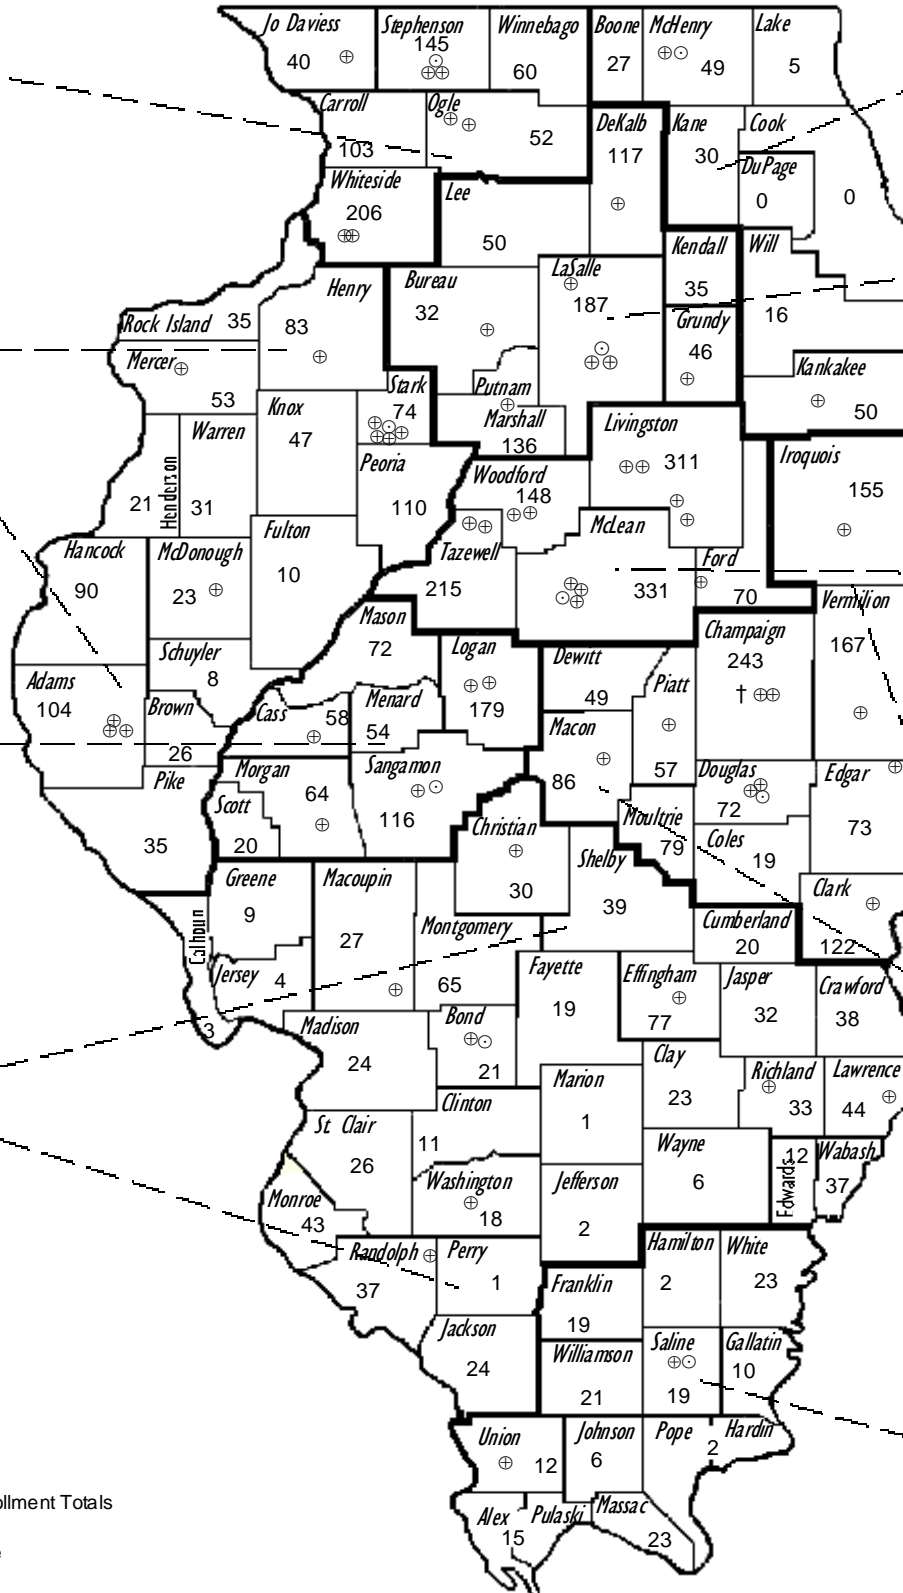 Jo Daviess
40
Stephenson
145
Winnebago
60
Boone
27
McHenry
49
Lake
5
Carroll
103
Ogle
52
DeKalb
117
Kane
30
Cook
0
DuPage
0
Whiteside
206
Lee
50
Kendall
35
Will
16
Henry
83
Bureau
32
LaSalle
187
Grundy
46
Rock Island 35
Mercer
53
Kankakee
50
Stark
74
Putnam
Marshall
136
Knox
47
Warren
31
Henderson
21
Peoria
110
Livingston
311
Iroquois
155
Woodford
148
McLean
331
Tazewell
215
Ford
70
Fulton
10
Hancock
90
McDonough
23
Vermilion
167
Mason
72
Logan
179
Dewitt
49
Champaign
243
†
Schuyler
8
Adams
104
Brown
26
Cass
58
Menard
54
Piatt
57
Macon
86
Pike
35
Morgan
64
Scott
20
Sangamon
116
Douglas
72
Edgar
73
Christian
30
Moultrie
79
Coles
19
Shelby
39
Clark
122
Greene
9
Macoupin
27
Calhoun
3
Jersey
4
Montgomery
65
Cumberland
20
Fayette
19
Effingham
77
Jasper
32
Crawford
38
Madison
24
Bond
21
Clay
23
Richland
33
Lawrence
44
Marion
1
Clinton
11
St Clair
26
Wayne
6
Edwards
12
Wabash
37
Washington
18
Jefferson
2
Monroe
43
Randolph
37
Perry
1
Hamilton
2
White
23
Franklin
19
Jackson
24
Williamson
21
Saline
19
Gallatin
10
Union
12
Johnson
6
Pope
2
Hardin
Alex
15
Pulaski
Massac
23
ollment Totals